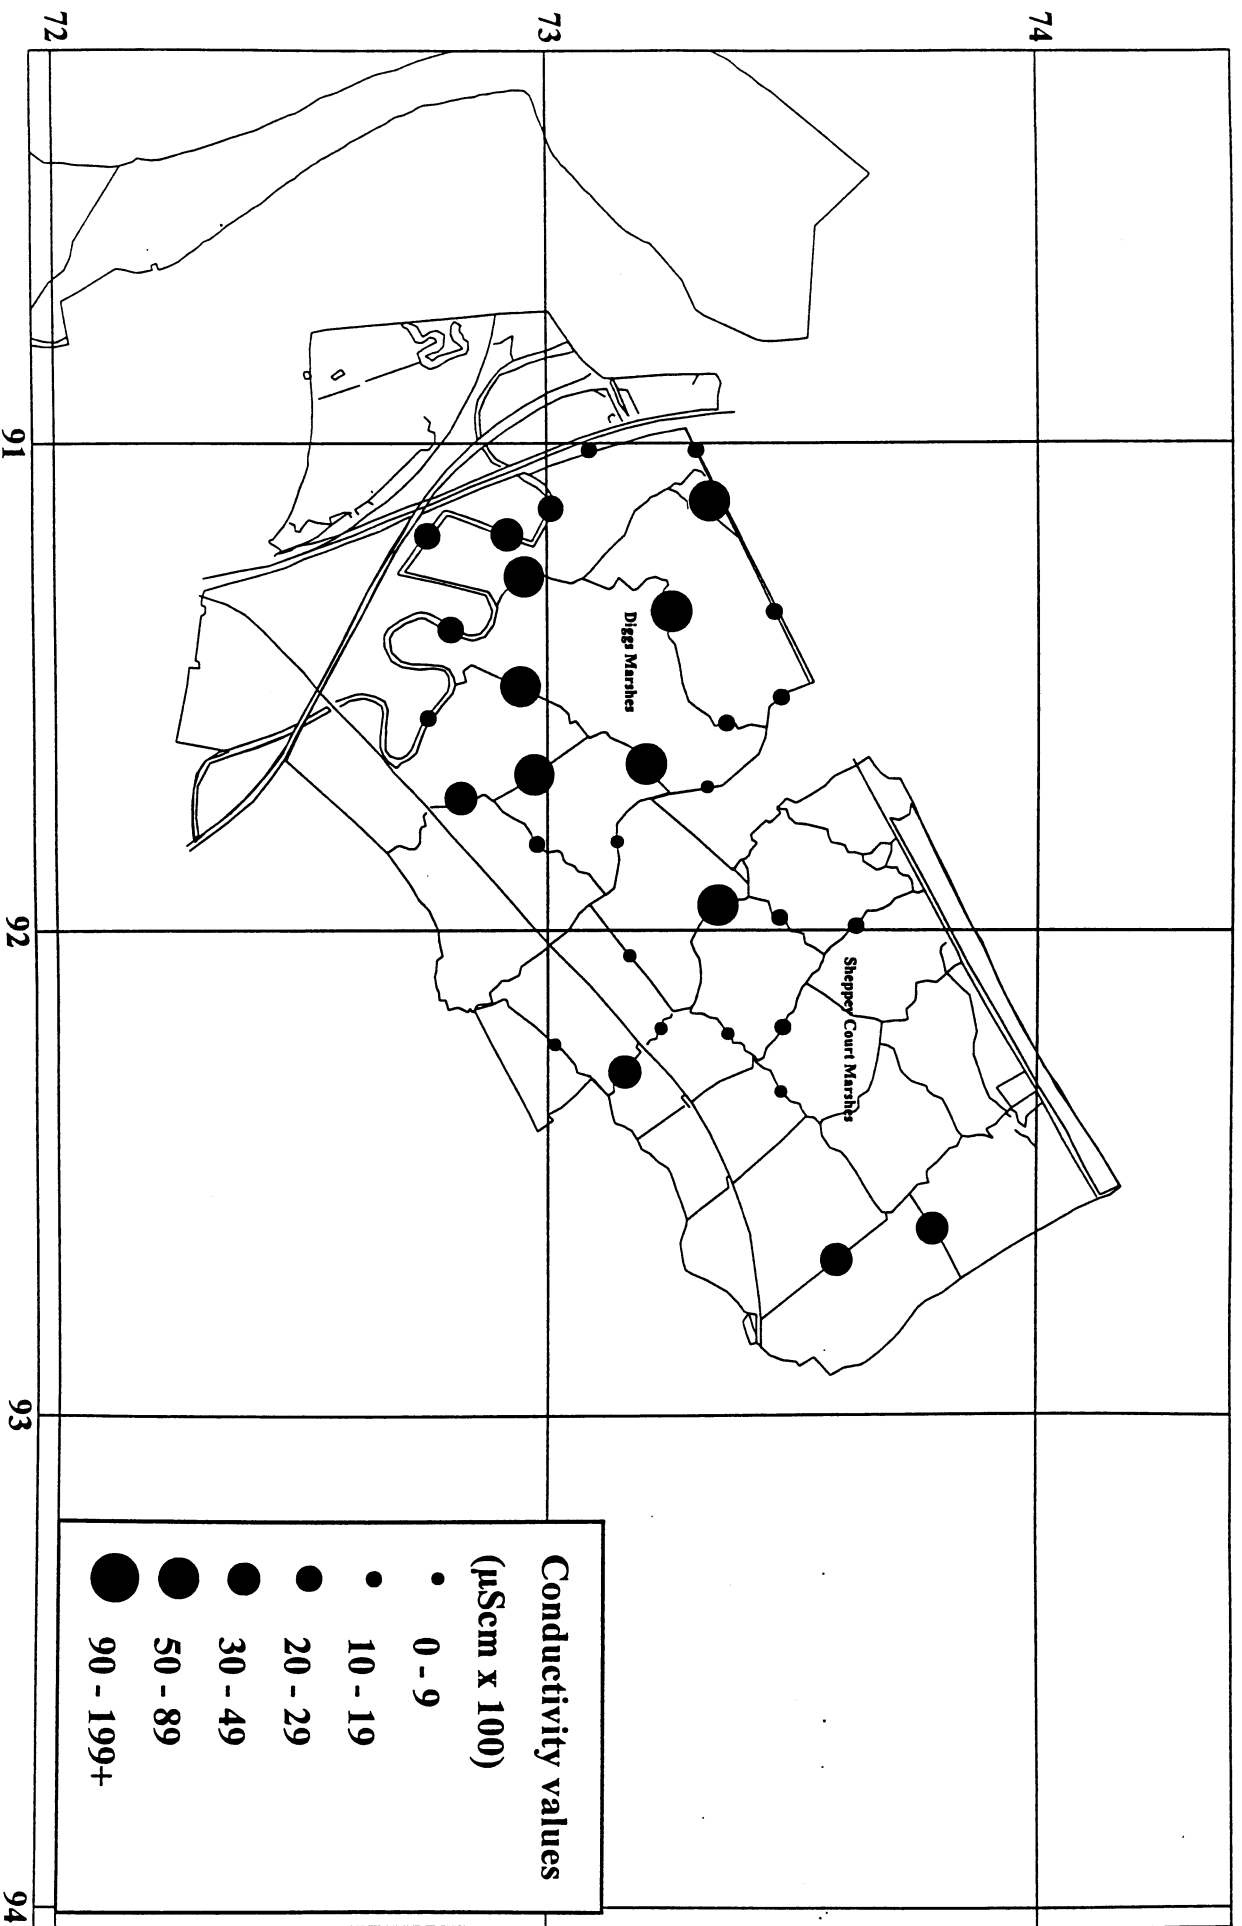 74
73
72
91
92
93
94
Diggs Marshes
Sheppey Court Marshes
Conductivity values
(µScm x 100)
0 - 9
10 - 19
20 - 29
30 - 49
50 - 89
90 - 199+